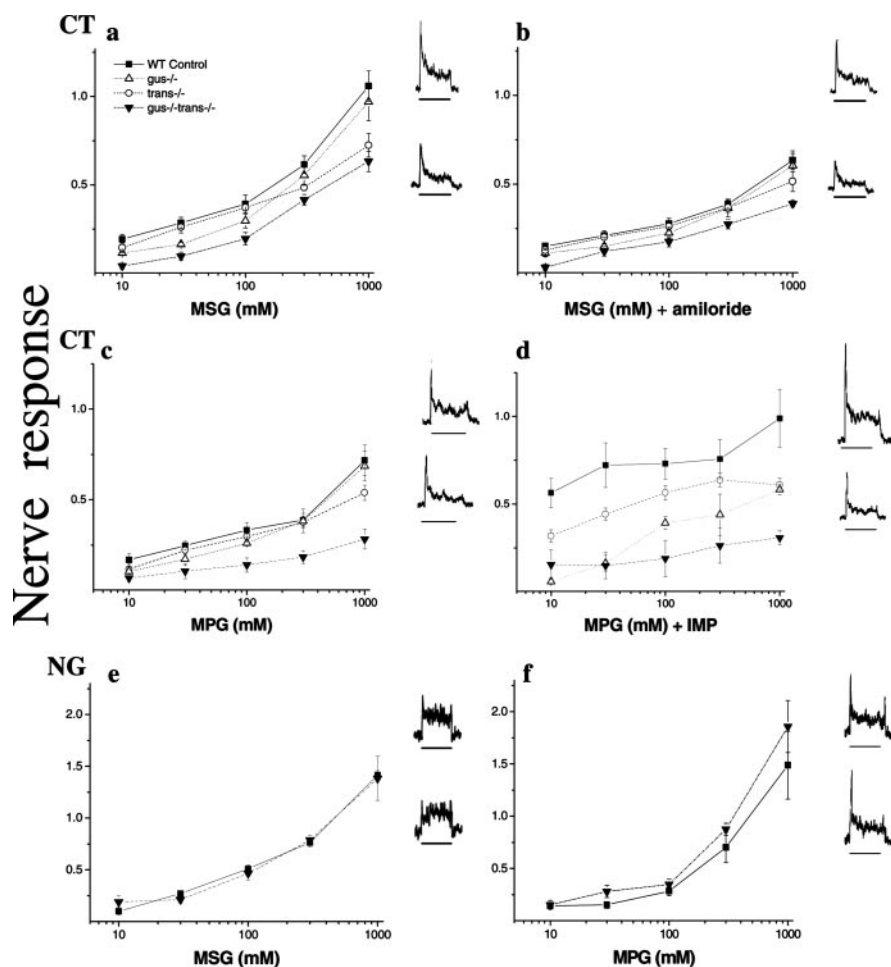 CT a
WT Control
gus-/-
trans-/-
gus-/-trans-/-
1.0
0.5
10 100 1000
MSG (mM)
b
1.0
0.5
10 100 1000
MSG (mM) + amiloride
Nerve response
CT c
1.0
0.5
10 100 1000
MPG (mM)
d
1.0
0.5
10 100 1000
MPG (mM) + IMP
NG e
2.0
1.5
1.0
0.5
10 100 1000
MSG (mM)
f
2.0
1.5
1.0
0.5
10 100 1000
MPG (mM)